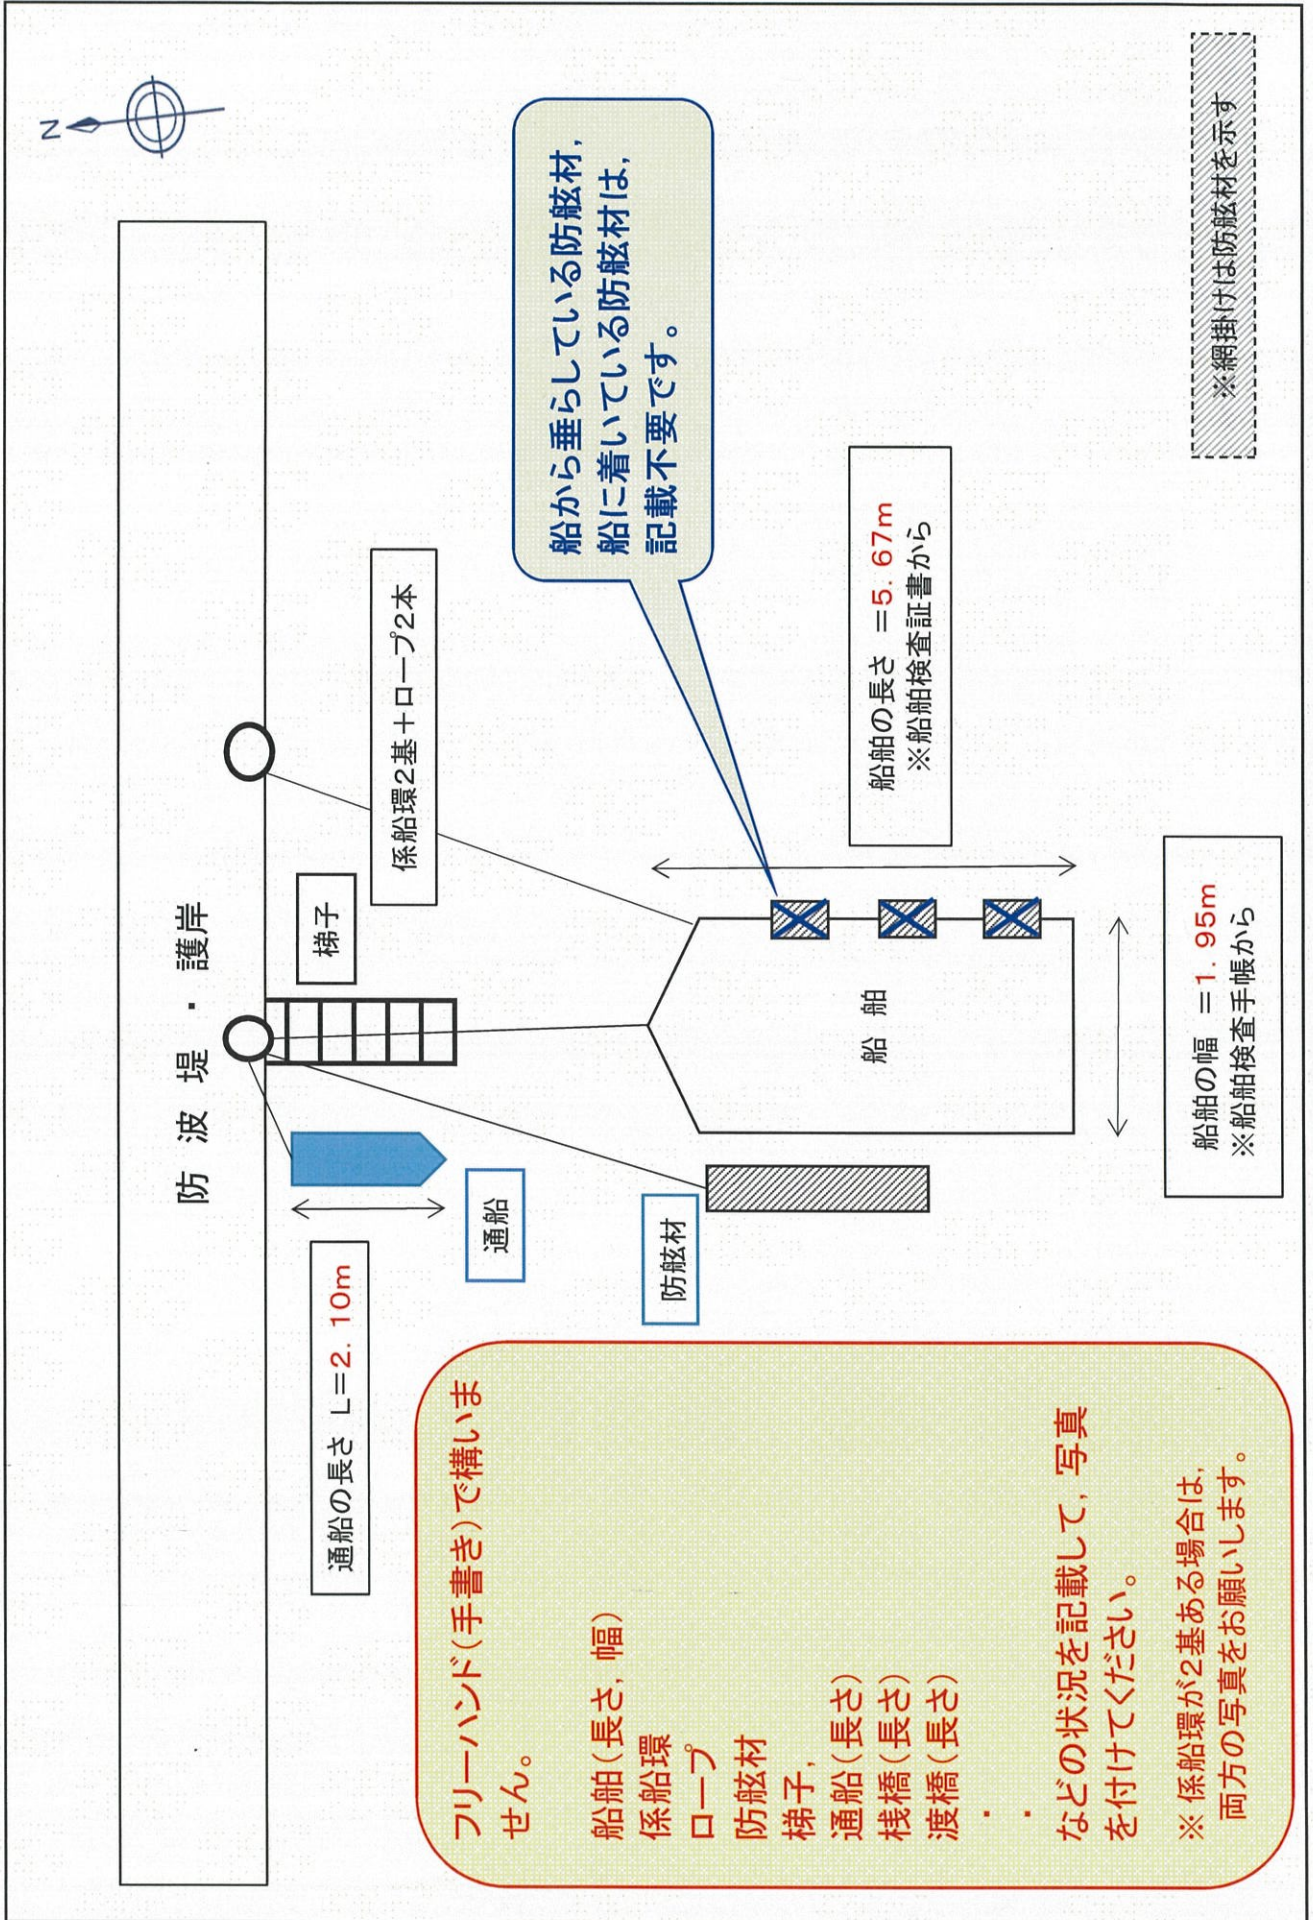 N
防 波 堤 ・ 護岸
通船の長さ L=2. 10m
通船
梯子
係船環2基+ロープ2本
防舷材
船から垂らしている防舷材,
船に着いている防舷材は,
記載不要です。
船 舶
船舶の長さ =5. 67m
※船舶検査証書から
船舶の幅 =1. 95m
※船舶検査手帳から
※網掛けは防舷材を示す
フリーハンド(手書き)で構いま
せん。
船舶(長さ, 幅)
係船環
ロープ
防舷材
梯子,
通船(長さ)
桟橋(長さ)
渡橋(長さ)
・
・
などの状況を記載して, 写真
を付けてください。
※ 係船環が2基ある場合は,
両方の写真をお願いします。